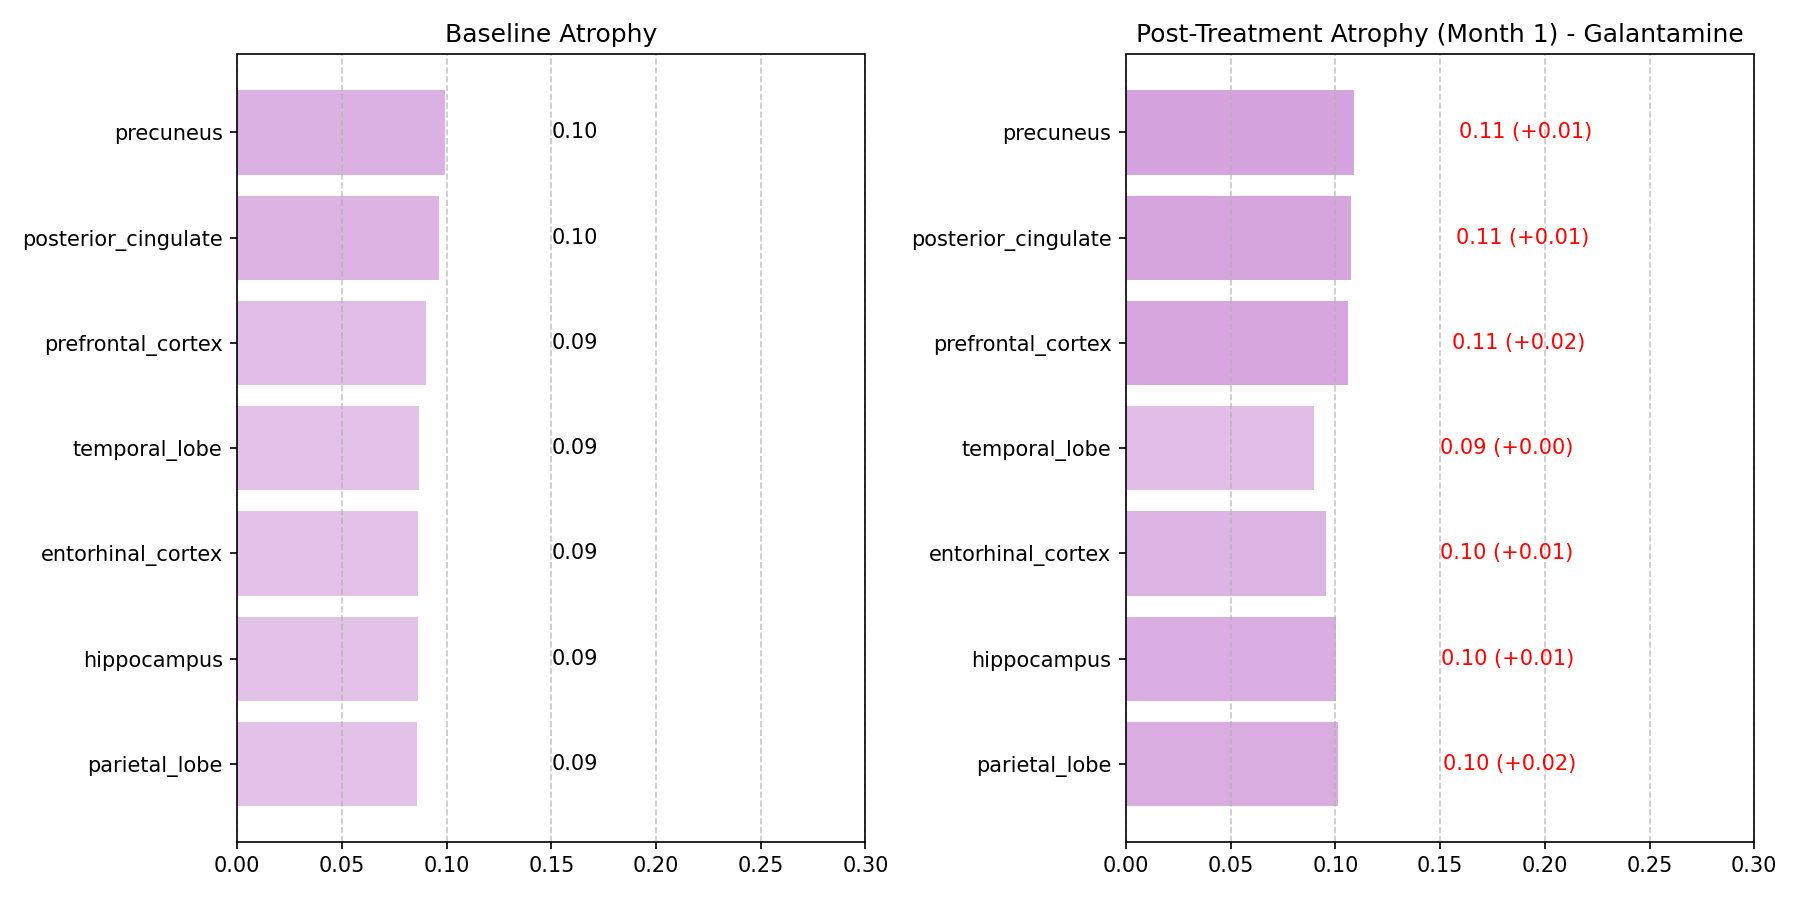 Baseline Atrophy
precuneus
0.10
posterior_cingulate
0.10
prefrontal_cortex
0.09
temporal_lobe
0.09
entorhinal_cortex
0.09
hippocampus
0.09
parietal_lobe
0.09
0.00 0.05 0.10 0.15 0.20 0.25 0.30
Post-Treatment Atrophy (Month 1) - Galantamine
precuneus
0.11 (+0.01)
posterior_cingulate
0.11 (+0.01)
prefrontal_cortex
0.11 (+0.02)
temporal_lobe
0.09 (+0.00)
entorhinal_cortex
0.10 (+0.01)
hippocampus
0.10 (+0.01)
parietal_lobe
0.10 (+0.02)
0.00 0.05 0.10 0.15 0.20 0.25 0.30